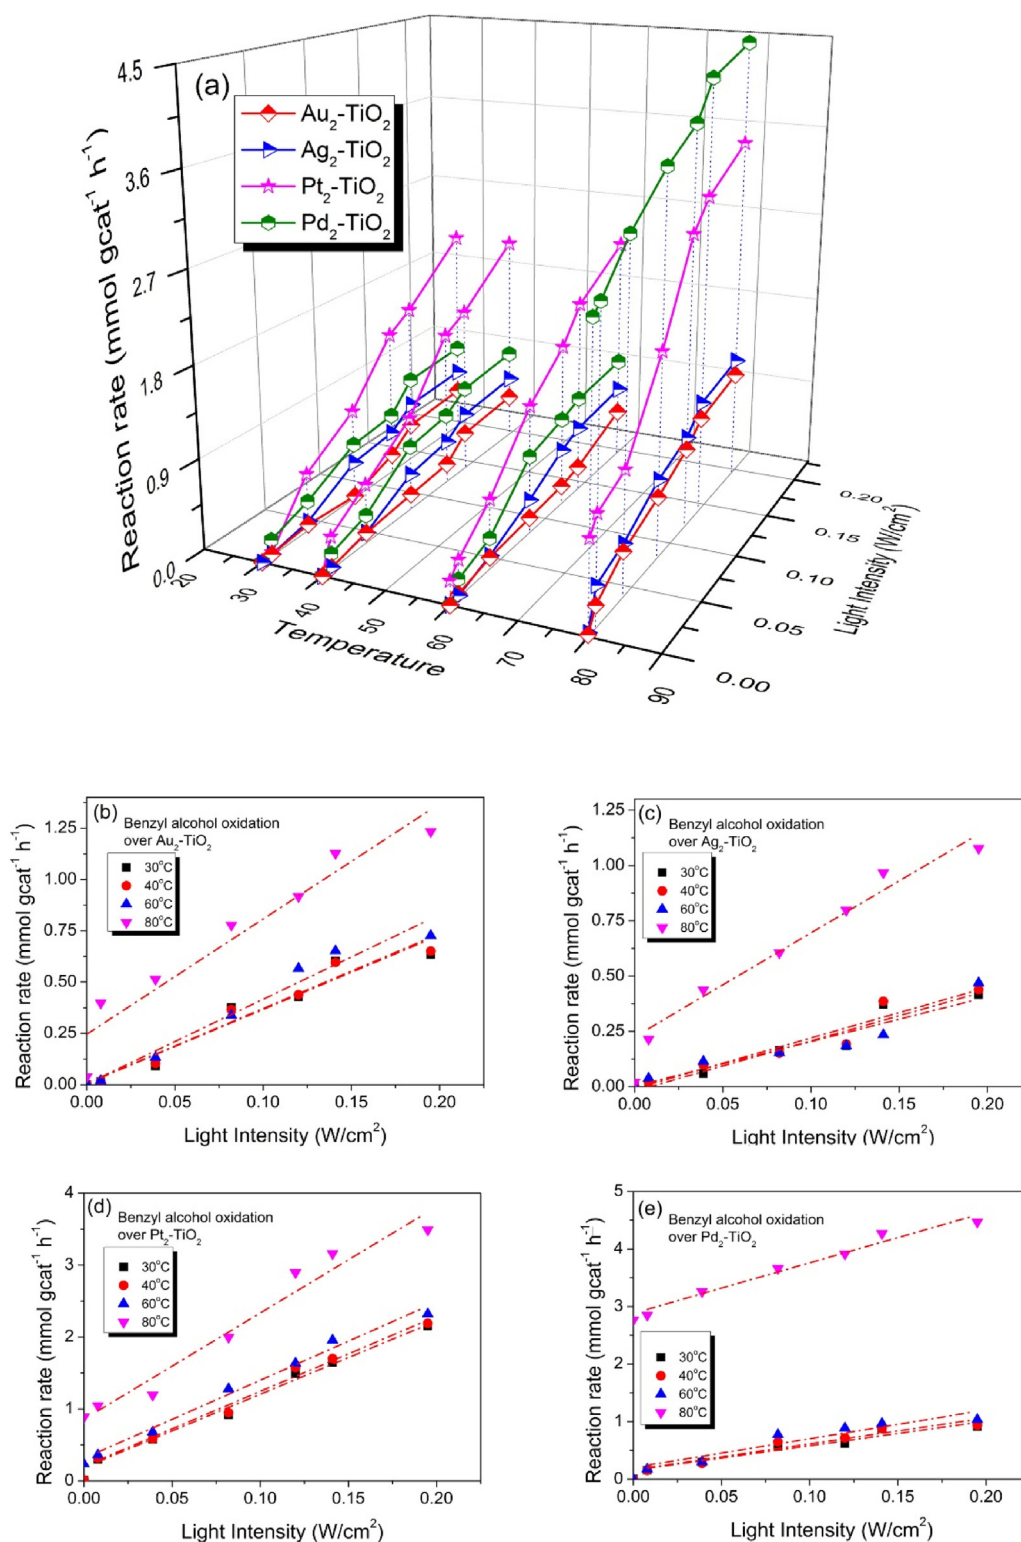 (a)
Au₂-TiO₂
Ag₂-TiO₂
Pt₂-TiO₂
Pd₂-TiO₂
Reaction rate (mmol gcat⁻¹ h⁻¹)
4.5
3.6
2.7
1.8
0.9
0.0
20
30
40
50
60
70
80
90
Temperature
0.00
0.05
0.10
0.15
0.20
Light Intensity (W/cm²)
(b)
Benzyl alcohol oxidation
over Au₂-TiO₂
30°C
40°C
60°C
80°C
Reaction rate (mmol gcat⁻¹ h⁻¹)
1.25
1.00
0.75
0.50
0.25
0.00
0.00 0.05 0.10 0.15 0.20
Light Intensity (W/cm²)
(c)
Benzyl alcohol oxidation
over Ag₂-TiO₂
30°C
40°C
60°C
80°C
Reaction rate (mmol gcat⁻¹ h⁻¹)
1.25
1.00
0.75
0.50
0.25
0.00
0.00 0.05 0.10 0.15 0.20
Light Intensity (W/cm²)
(d)
Benzyl alcohol oxidation
over Pt₂-TiO₂
30°C
40°C
60°C
80°C
Reaction rate (mmol gcat⁻¹ h⁻¹)
4
3
2
1
0
0.00 0.05 0.10 0.15 0.20
Light Intensity (W/cm²)
(e)
Benzyl alcohol oxidation
over Pd₂-TiO₂
30°C
40°C
60°C
80°C
Reaction rate (mmol gcat⁻¹ h⁻¹)
5
4
3
2
1
0
0.00 0.05 0.10 0.15 0.20
Light Intensity (W/cm²)